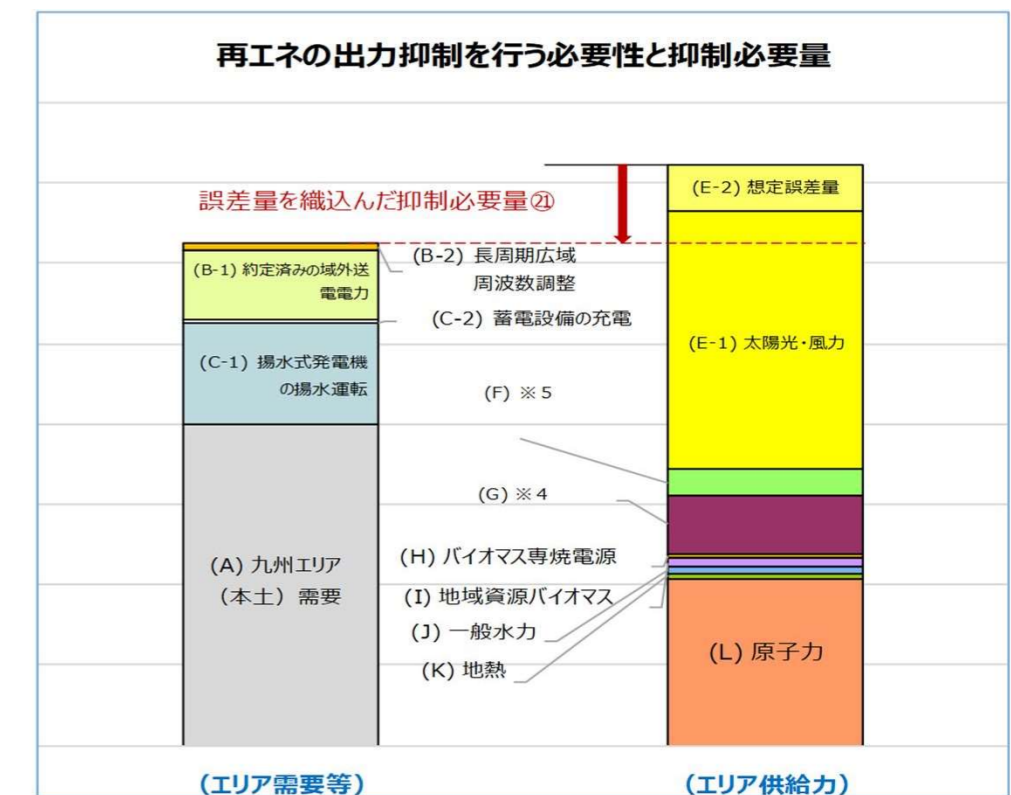 再エネの出力抑制を行う必要性と抑制必要量
誤差量を織込んだ抑制必要量㉑
(B-1) 約定済みの域外送
電電力
(C-1) 揚水式発電機
の揚水運転
(A) 九州エリア
（本土）需要
(B-2) 長周期広域
周波数調整
(C-2) 蓄電設備の充電
(F) ※5
(G) ※4
(H) バイオマス専焼電源
(I) 地域資源バイオマス
(J) 一般水力
(K) 地熱
(E-2) 想定誤差量
(E-1) 太陽光・風力
(L) 原子力
（エリア需要等）
（エリア供給力）